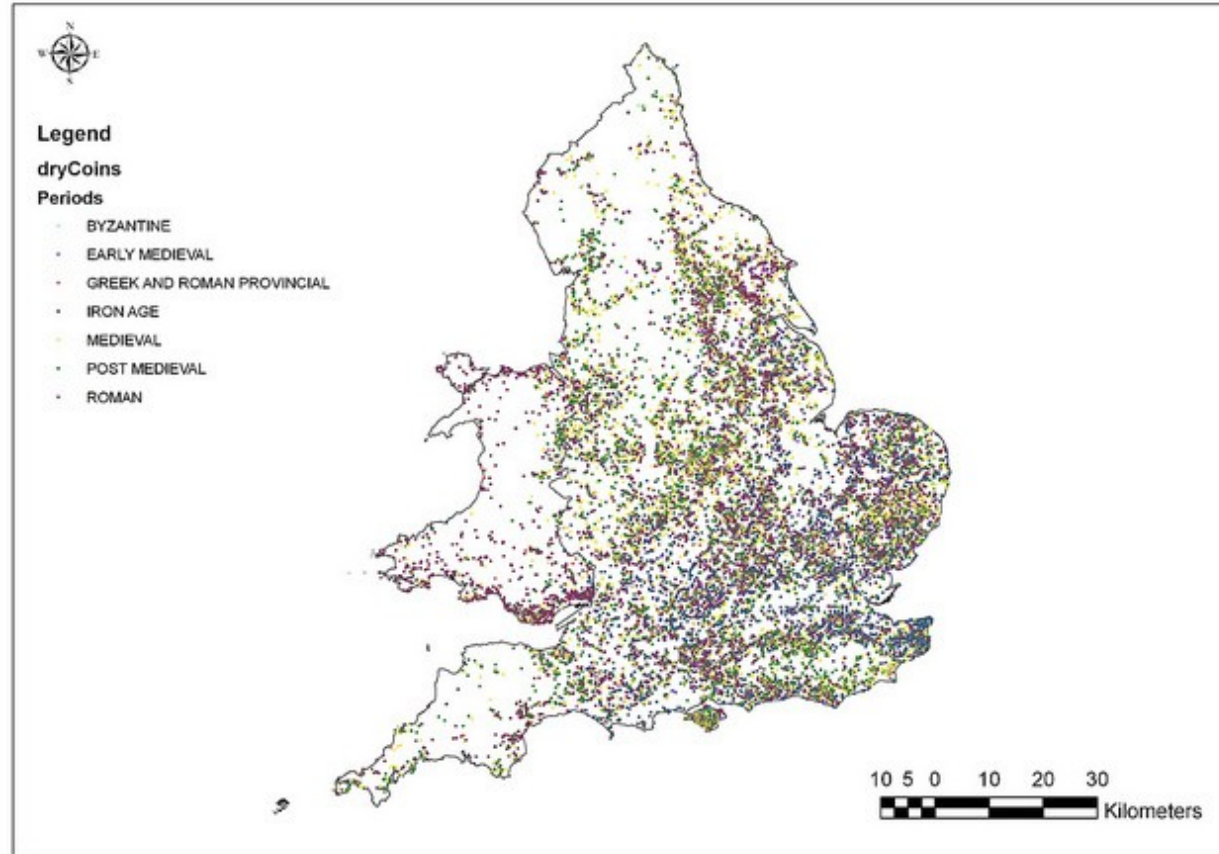 N
W E
S
Legend
dryCoins
Periods
BYZANTINE
EARLY MEDIEVAL
GREEK AND ROMAN PROVINCIAL
IRON AGE
MEDIEVAL
POST MEDIEVAL
ROMAN
10 5 0 10 20 30
Kilometers